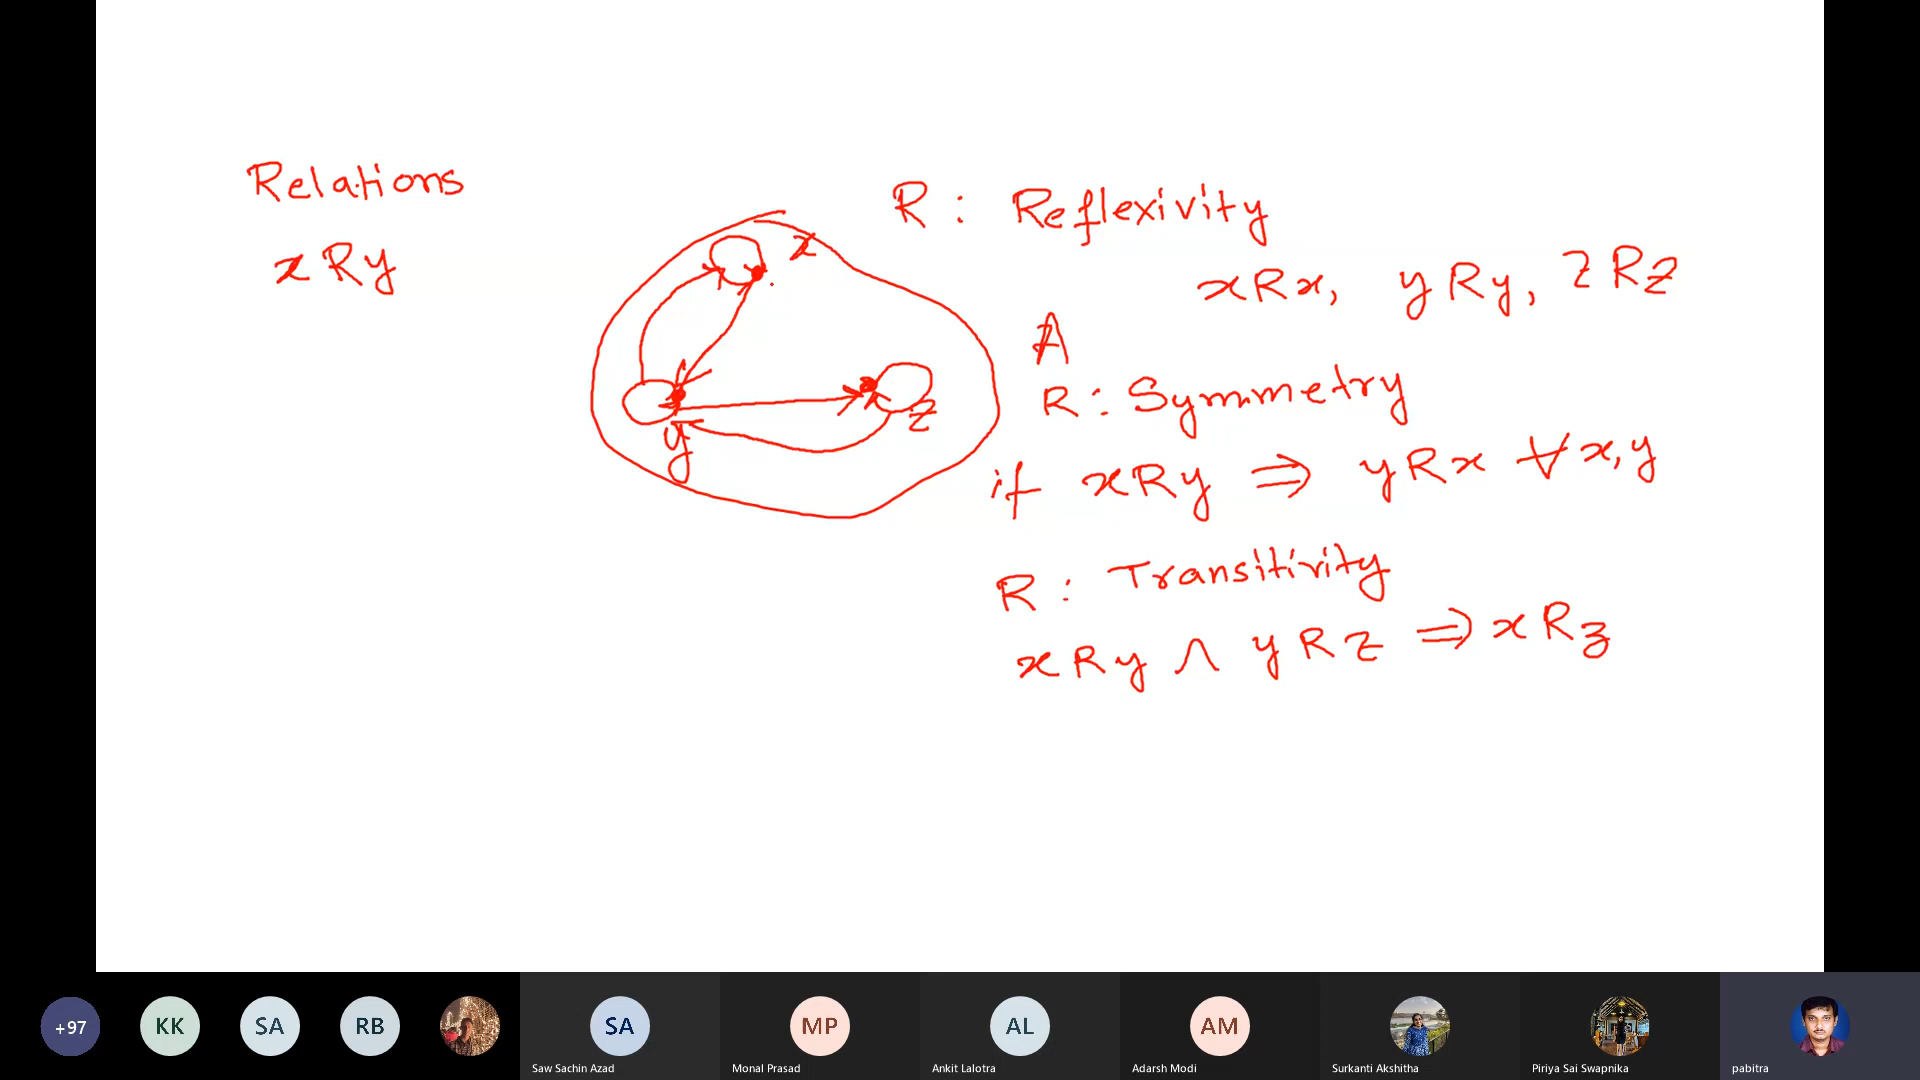 Relations
xRy
x
y
z
R : Reflexivity
xRx, yRy, zRz
A
R : Symmetry
if xRy ⇒ yRx ∀x,y
R : Transitivity
xRy ∧ yRz ⇒ xRz
+97
KK
SA
RB
SA
MP
AL
AM
Saw Sachin Azad
Monal Prasad
Ankit Lalotra
Adarsh Modi
Surkanti Akshitha
Piriya Sai Swapnika
pabitra